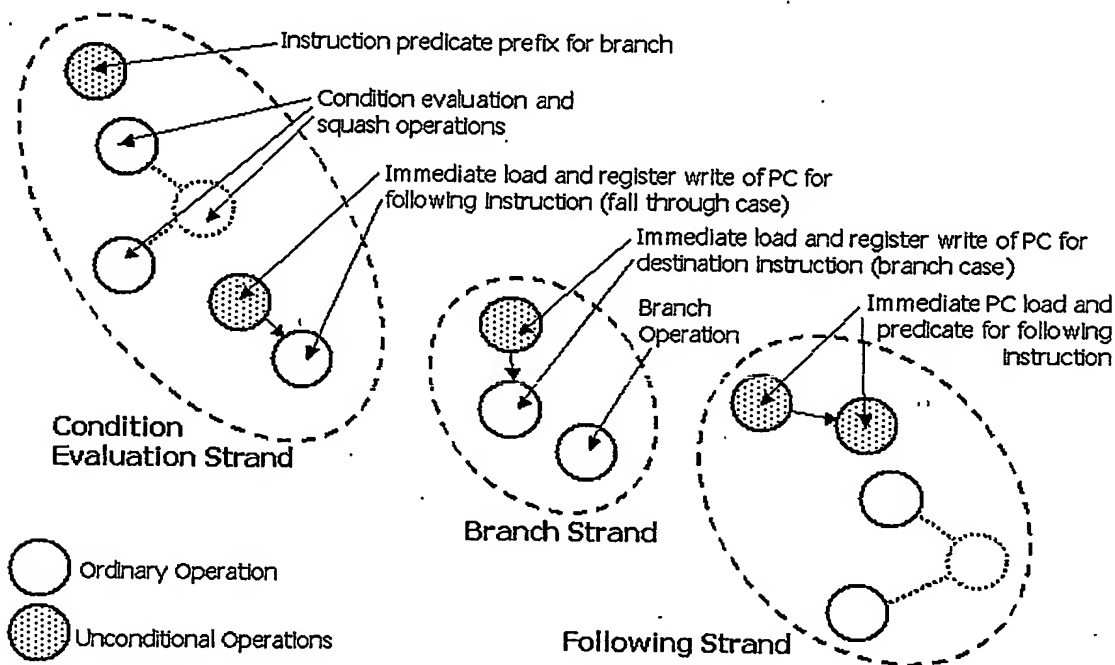 Instruction predicate prefix for branch
Condition evaluation and
squash operations
Immediate load and register write of PC for
following instruction (fall through case)
Immediate load and register write of PC for
destination instruction (branch case)
Branch
Operation
Immediate PC load and
predicate for following
instruction
Condition
Evaluation Strand
Branch Strand
Following Strand
Ordinary Operation
Unconditional Operations